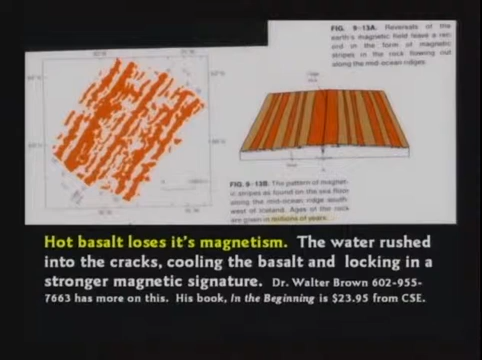 FIG. 9-13A. Reversals of the
earth's magnetic field leave a rec-
ord in the form of magnetic
stripes in the rock flowing out
along the mid-ocean ridges.
FIG. 9-13B: The pattern of magnet-
ic stripes as found on the sea floor
along the mid-ocean ridge south-
west of Iceland. Ages of the rock
are given in millions of years.
Hot basalt loses it's magnetism. The water rushed
into the cracks, cooling the basalt and locking in a
stronger magnetic signature. Dr. Walter Brown 602-955-
7663 has more on this. His book, In the Beginning is $23.95 from CSE.